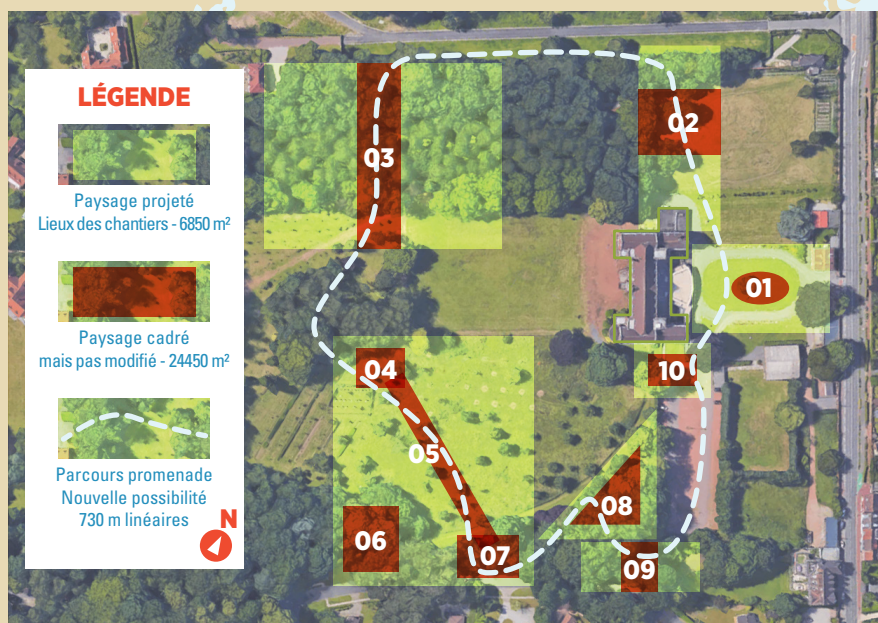 LÉGENDE
Paysage projeté
Lieux des chantiers - 6850 m²
Paysage cadré
mais pas modifié - 24450 m²
Parcours promenade
Nouvelle possibilité
730 m linéaires
N
02
03
01
04
10
05
08
06
07
09